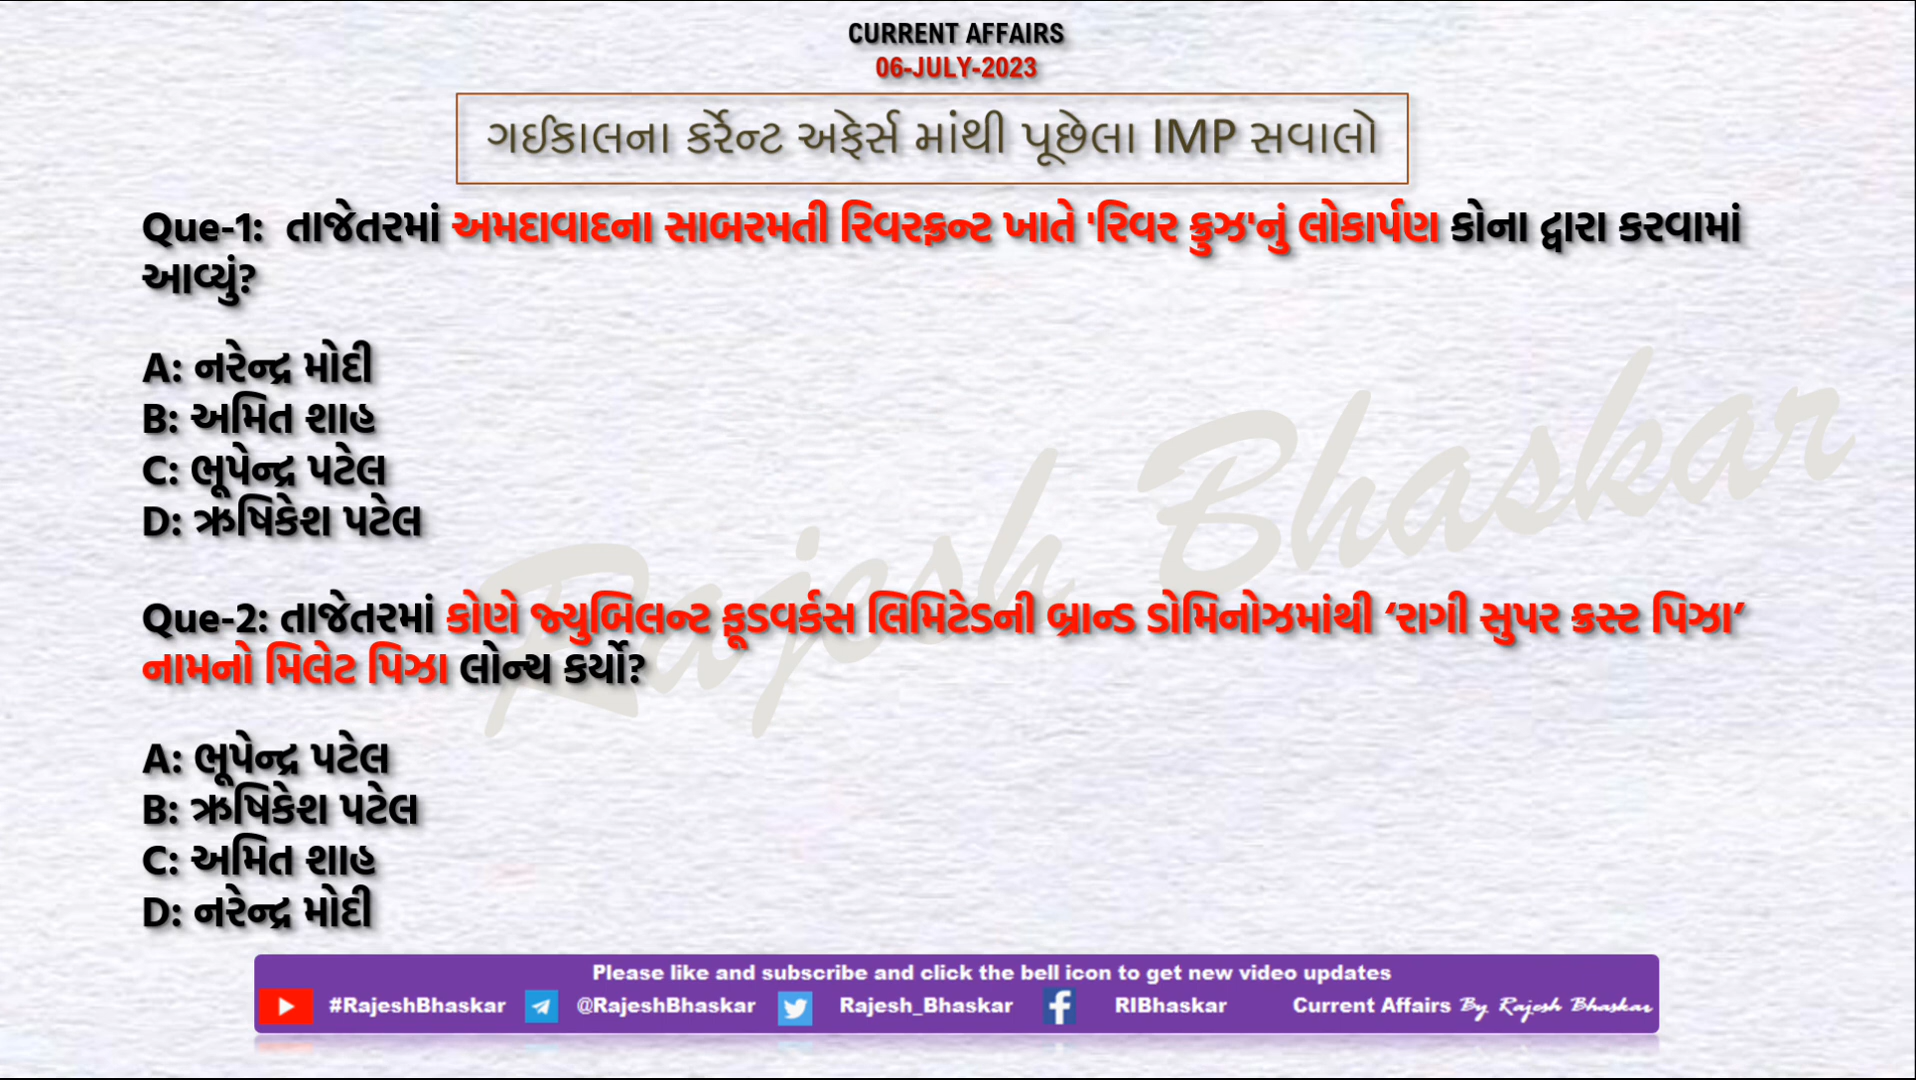 CURRENT AFFAIRS
06-JULY-2023
ગઈકાલના કર્રેન્ટ અફેર્સ માંથી પૂછેલા IMP સવાલો
Que-1: તાજેતરમાં અમદાવાદના સાબરમતી રિવરફ્રન્ટ ખાતે 'રિવર ક્રુઝ'નું લોકાર્પણ કોના દ્વારા કરવામાં
આવ્યું?
A: નરેન્દ્ર મોદી
B: અમિત શાહ
C: ભૂપેન્દ્ર પટેલ
D: ઋષિકેશ પટેલ
Rajesh Bhaskar
Que-2: તાજેતરમાં કોણે જ્યુબિલન્ટ ફૂડવર્કસ લિમિટેડની બ્રાન્ડ ડોમિનોઝમાંથી ‘રાગી સુપર ક્રસ્ટ પિઝા’
નામનો મિલેટ પિઝા લોન્ચ કર્યો?
A: ભૂપેન્દ્ર પટેલ
B: ઋષિકેશ પટેલ
C: અમિત શાહ
D: નરેન્દ્ર મોદી
Please like and subscribe and click the bell icon to get new video updates
#RajeshBhaskar @RajeshBhaskar Rajesh_Bhaskar RIBhaskar Current Affairs By Rajesh Bhaskar